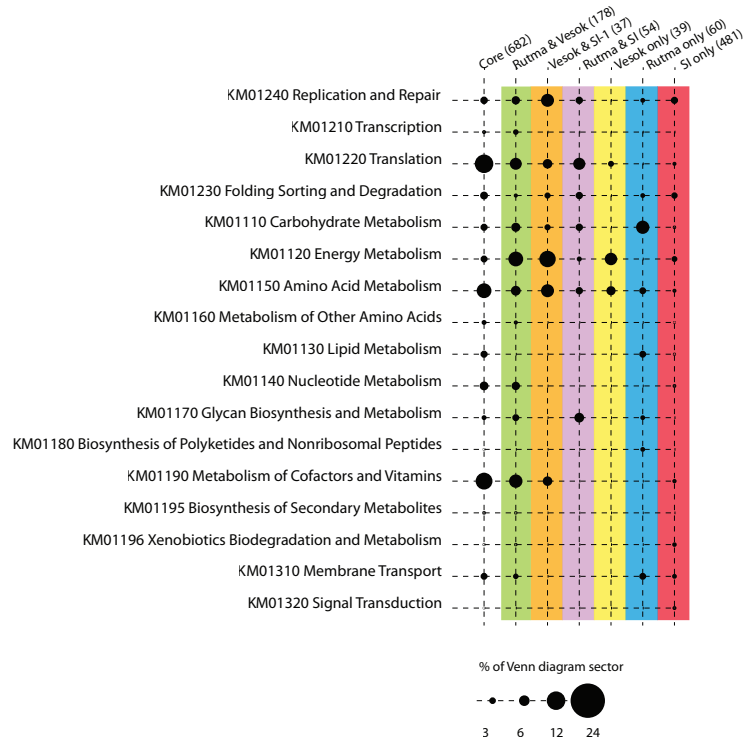 Core (682)
Rutma & Vesok (178)
Vesok & SI-1 (37)
Rutma & SI (54)
Vesok only (39)
Rutma only (60)
SI only (481)
KM01240 Replication and Repair
KM01210 Transcription
KM01220 Translation
KM01230 Folding Sorting and Degradation
KM01110 Carbohydrate Metabolism
KM01120 Energy Metabolism
KM01150 Amino Acid Metabolism
KM01160 Metabolism of Other Amino Acids
KM01130 Lipid Metabolism
KM01140 Nucleotide Metabolism
KM01170 Glycan Biosynthesis and Metabolism
KM01180 Biosynthesis of Polyketides and Nonribosomal Peptides
KM01190 Metabolism of Cofactors and Vitamins
KM01195 Biosynthesis of Secondary Metabolites
KM01196 Xenobiotics Biodegradation and Metabolism
KM01310 Membrane Transport
KM01320 Signal Transduction
% of Venn diagram sector
3 6 12 24